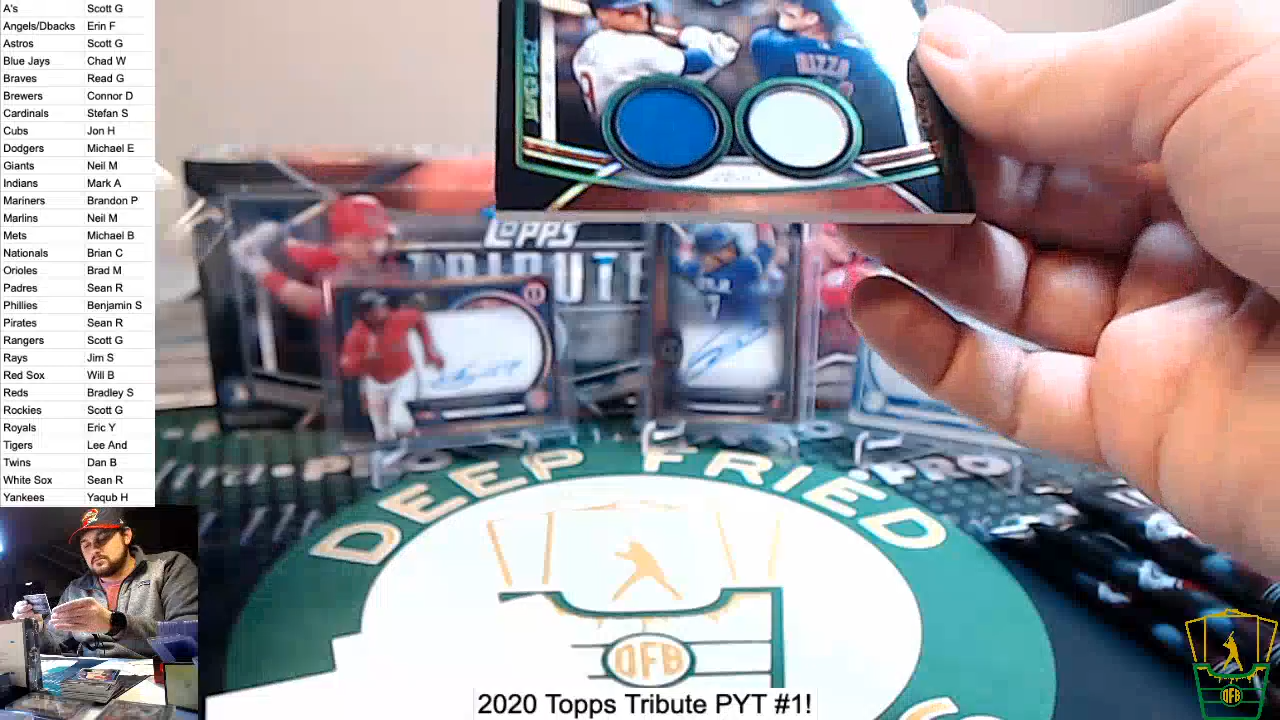 A's Scott G
Angels/Dbacks Erin F
Astros Scott G
Blue Jays Chad W
Braves Read G
Brewers Connor D
Cardinals Stefan S
Cubs Jon H
Dodgers Michael E
Giants Neil M
Indians Mark A
Mariners Brandon P
Marlins Neil M
Mets Michael B
Nationals Brian C
Orioles Brad M
Padres Sean R
Phillies Benjamin S
Pirates Sean R
Rangers Scott G
Rays Jim S
Red Sox Will B
Reds Bradley S
Rockies Scott G
Royals Eric Y
Tigers Lee And
Twins Dan B
White Sox Sean R
Yankees Yaqub H
RIZZO
TOPPS
TRIBUTE
DEEP FRIED
DFB
DFB
2020 Topps Tribute PYT #1!